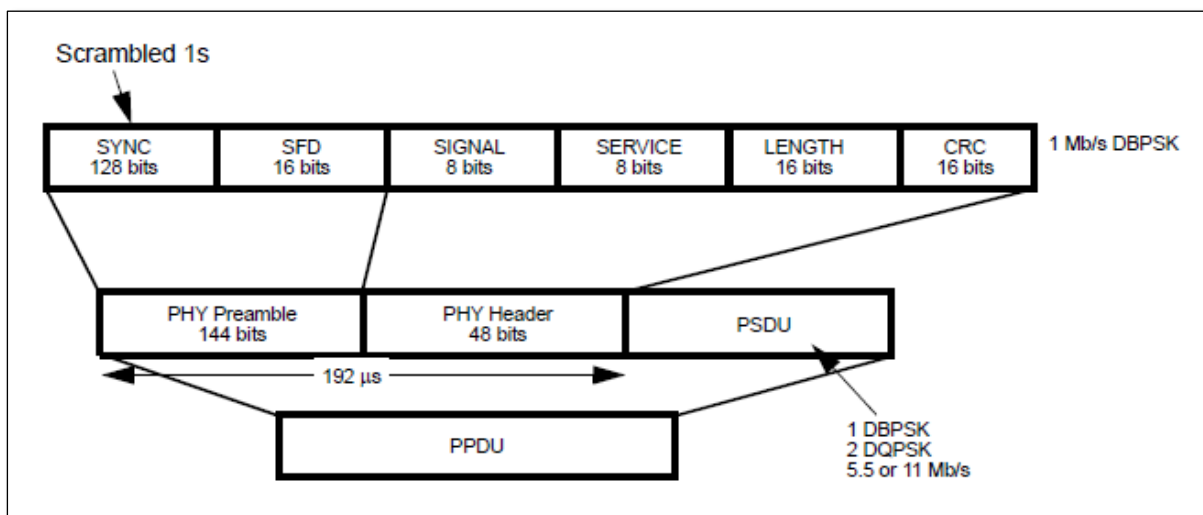 Scrambled 1s
SYNC
128 bits
SFD
16 bits
SIGNAL
8 bits
SERVICE
8 bits
LENGTH
16 bits
CRC
16 bits
1 Mb/s DBPSK
PHY Preamble
144 bits
PHY Header
48 bits
PSDU
192 μs
1 DBPSK
2 DQPSK
5.5 or 11 Mb/s
PPDU